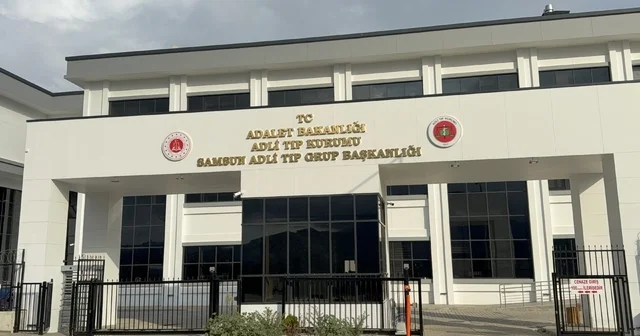 TC
ADALET BAKANLIĞI
ADLİ TIP KURUMU
SAMSUN ADLİ TIP GRUP BAŞKANLIĞI
CENAZE GİRİŞ